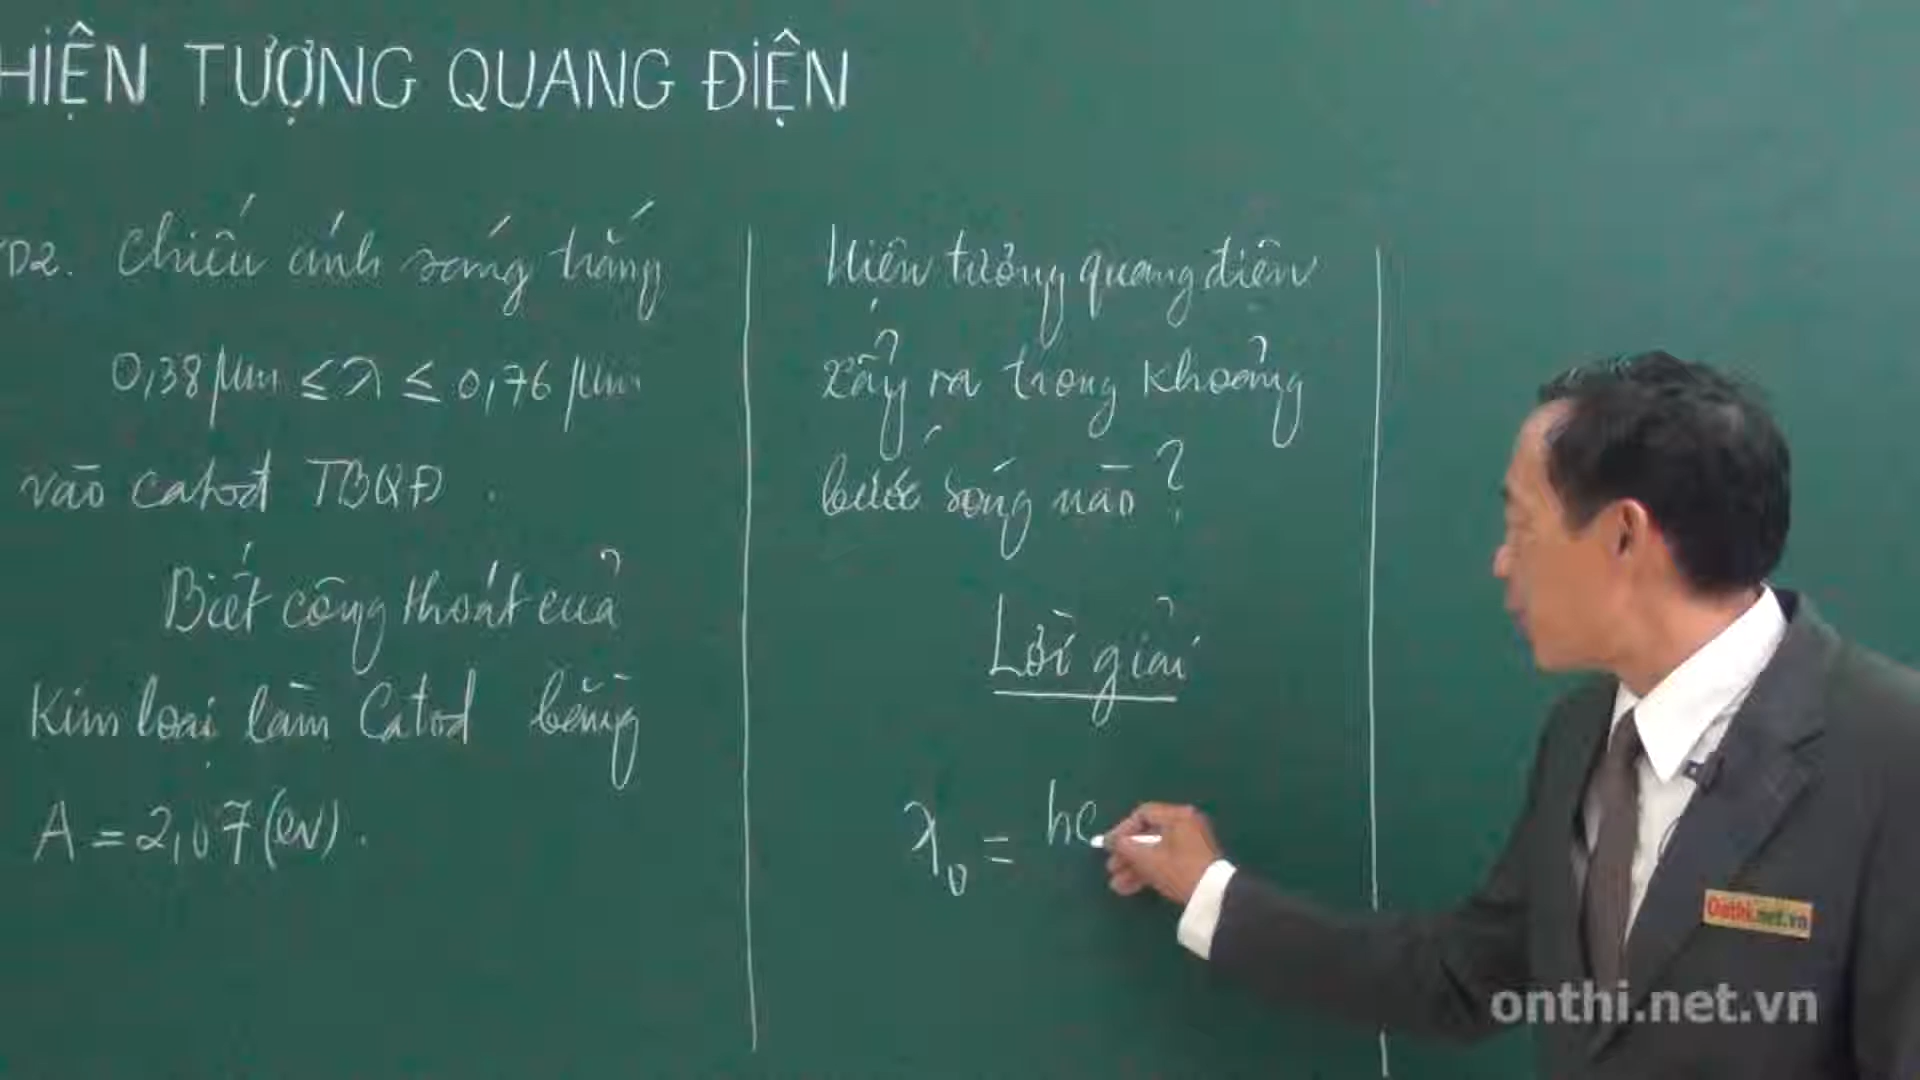 HIỆN TƯỢNG QUANG ĐIỆN
D2. Chiếu ánh sáng trắng
0,38 μm ≤ λ ≤ 0,76 μm
vào catod TBQĐ.
Biết công thoát của
Kim loại làm Catod bằng
A = 2,07 (eV).
Hiện tượng quang điện
xẩy ra trong khoảng
bước sóng nào?
Lời giải
λ₀ = hc
Onthi.net.vn
onthi.net.vn